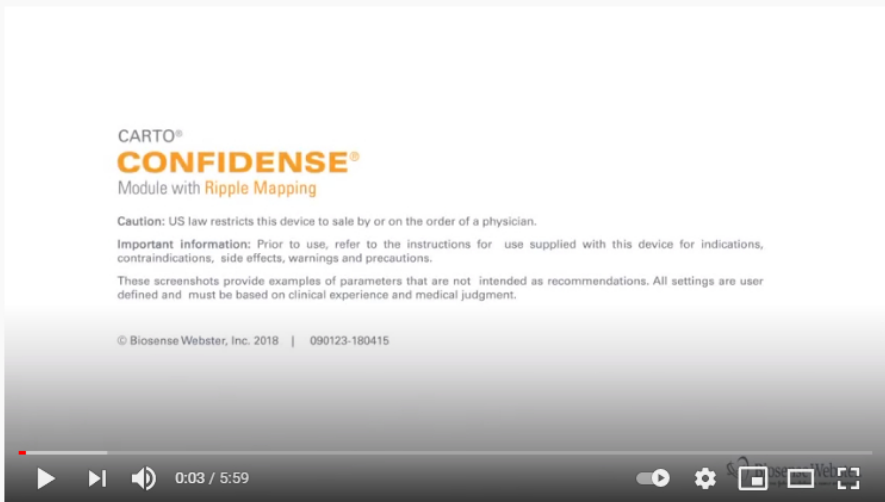 CARTO®
CONFIDENSE®
Module with Ripple Mapping
Caution: US law restricts this device to sale by or on the order of a physician.
Important information: Prior to use, refer to the instructions for use supplied with this device for indications,
contraindications, side effects, warnings and precautions.
These screenshots provide examples of parameters that are not intended as recommendations. All settings are user
defined and must be based on clinical experience and medical judgment.
© Biosense Webster, Inc. 2018 | 090123-180415
Biosense Webster
0:03 / 5:59